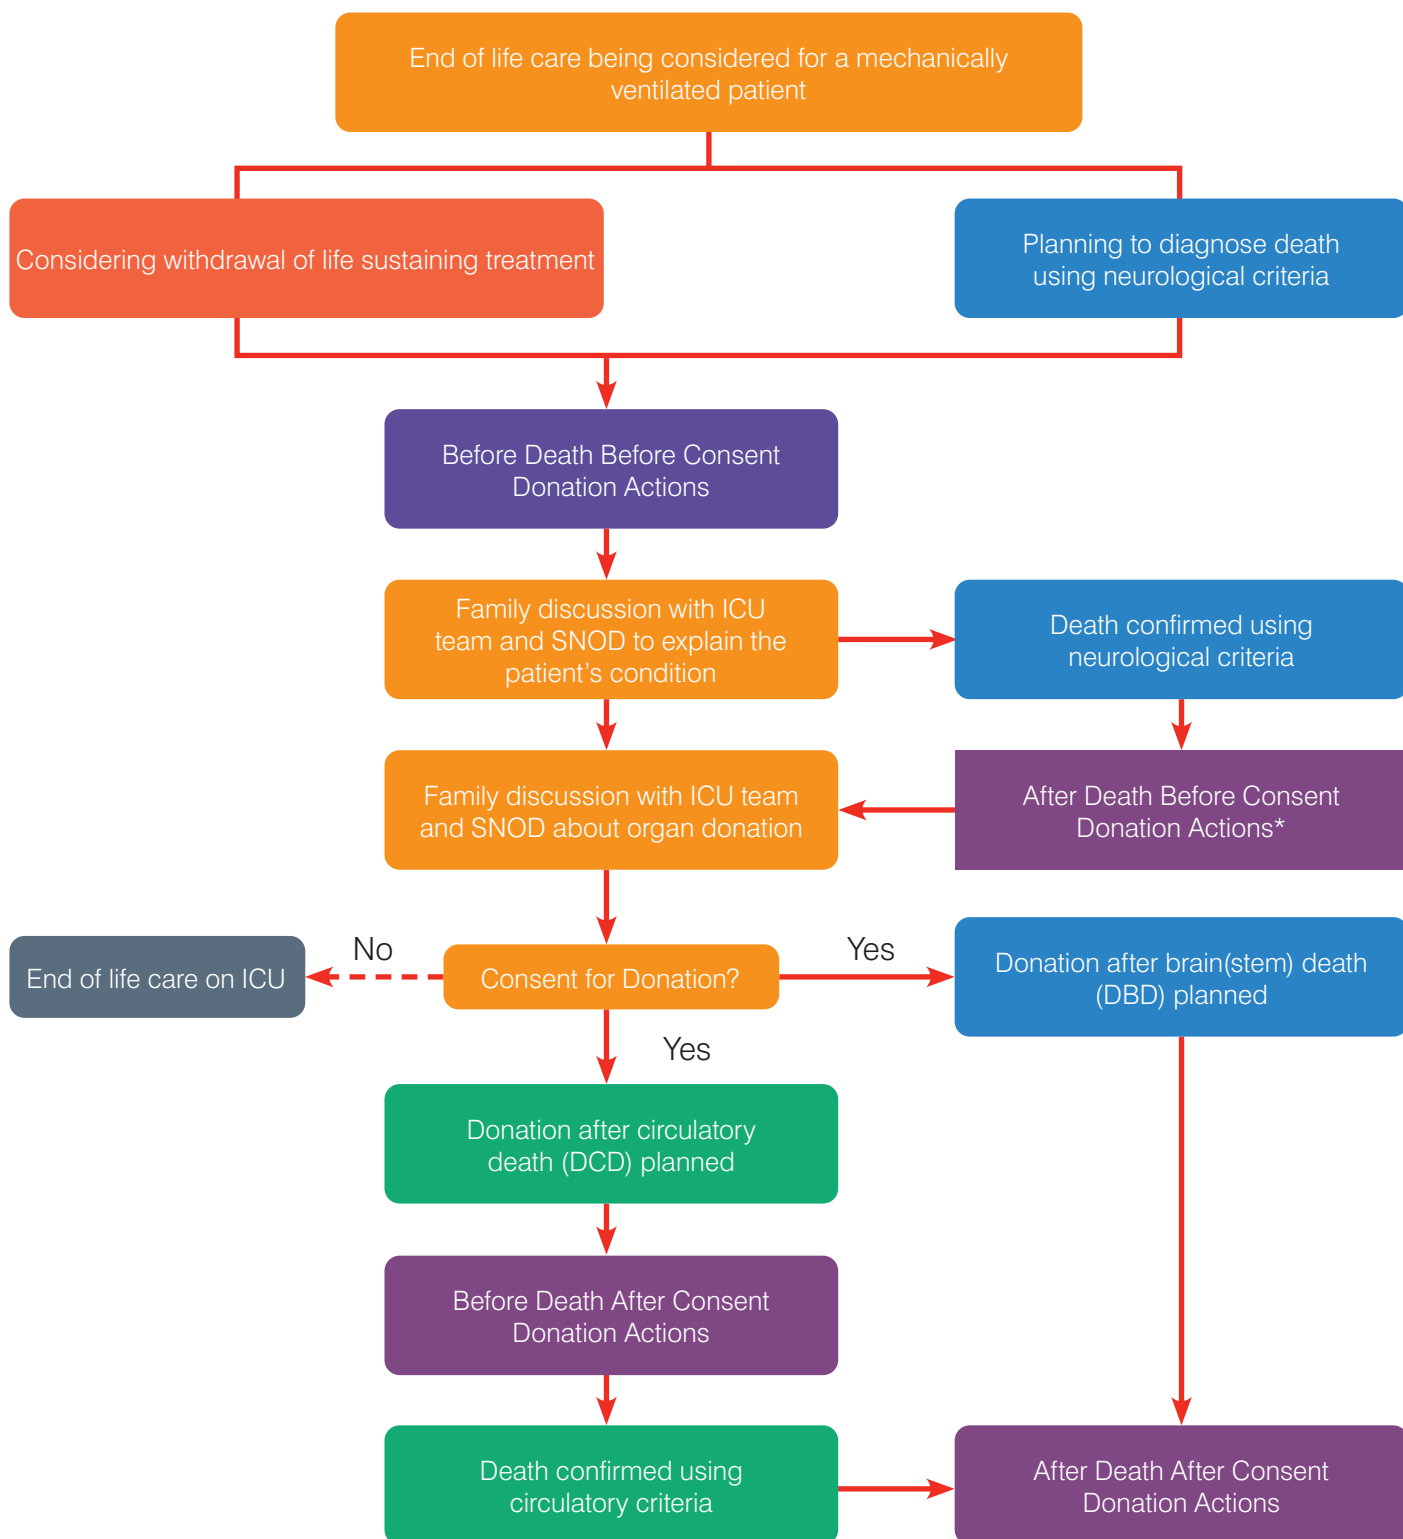 End of life care being considered for a mechanically
ventilated patient
Considering withdrawal of life sustaining treatment
Planning to diagnose death
using neurological criteria
Before Death Before Consent
Donation Actions
Family discussion with ICU
team and SNOD to explain the
patient’s condition
Death confirmed using
neurological criteria
Family discussion with ICU team
and SNOD about organ donation
After Death Before Consent
Donation Actions*
End of life care on ICU
No
Consent for Donation?
Yes
Donation after brain(stem) death
(DBD) planned
Yes
Donation after circulatory
death (DCD) planned
Before Death After Consent
Donation Actions
Death confirmed using
circulatory criteria
After Death After Consent
Donation Actions